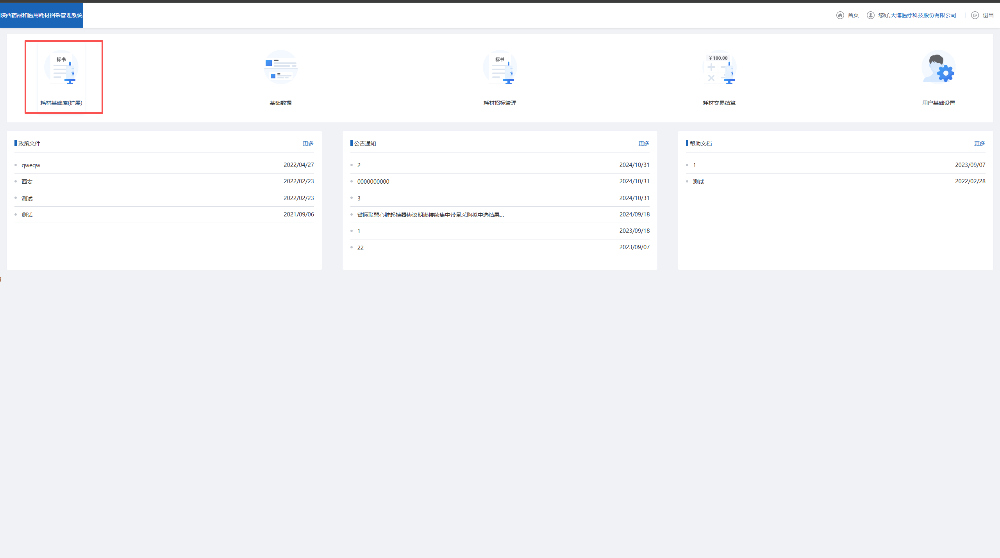 陕西药品和医用耗材招采管理系统
首页 您好,大博医疗科技股份有限公司 退出
标书
标书
¥ 100.00
耗材基础库(扩展)
基础数据
耗材招标管理
耗材交易结算
用户基础设置
政策文件 更多
qweqw 2022/04/27
西安 2022/02/23
测试 2022/02/23
测试 2021/09/06
公告通知 更多
2 2024/10/31
0000000000 2024/10/31
3 2024/10/31
省际联盟心脏起搏器协议期满接续集中带量采购拟中选结果... 2024/09/18
1 2023/09/18
22 2023/09/07
帮助文档 更多
1 2023/09/07
测试 2022/02/28
i